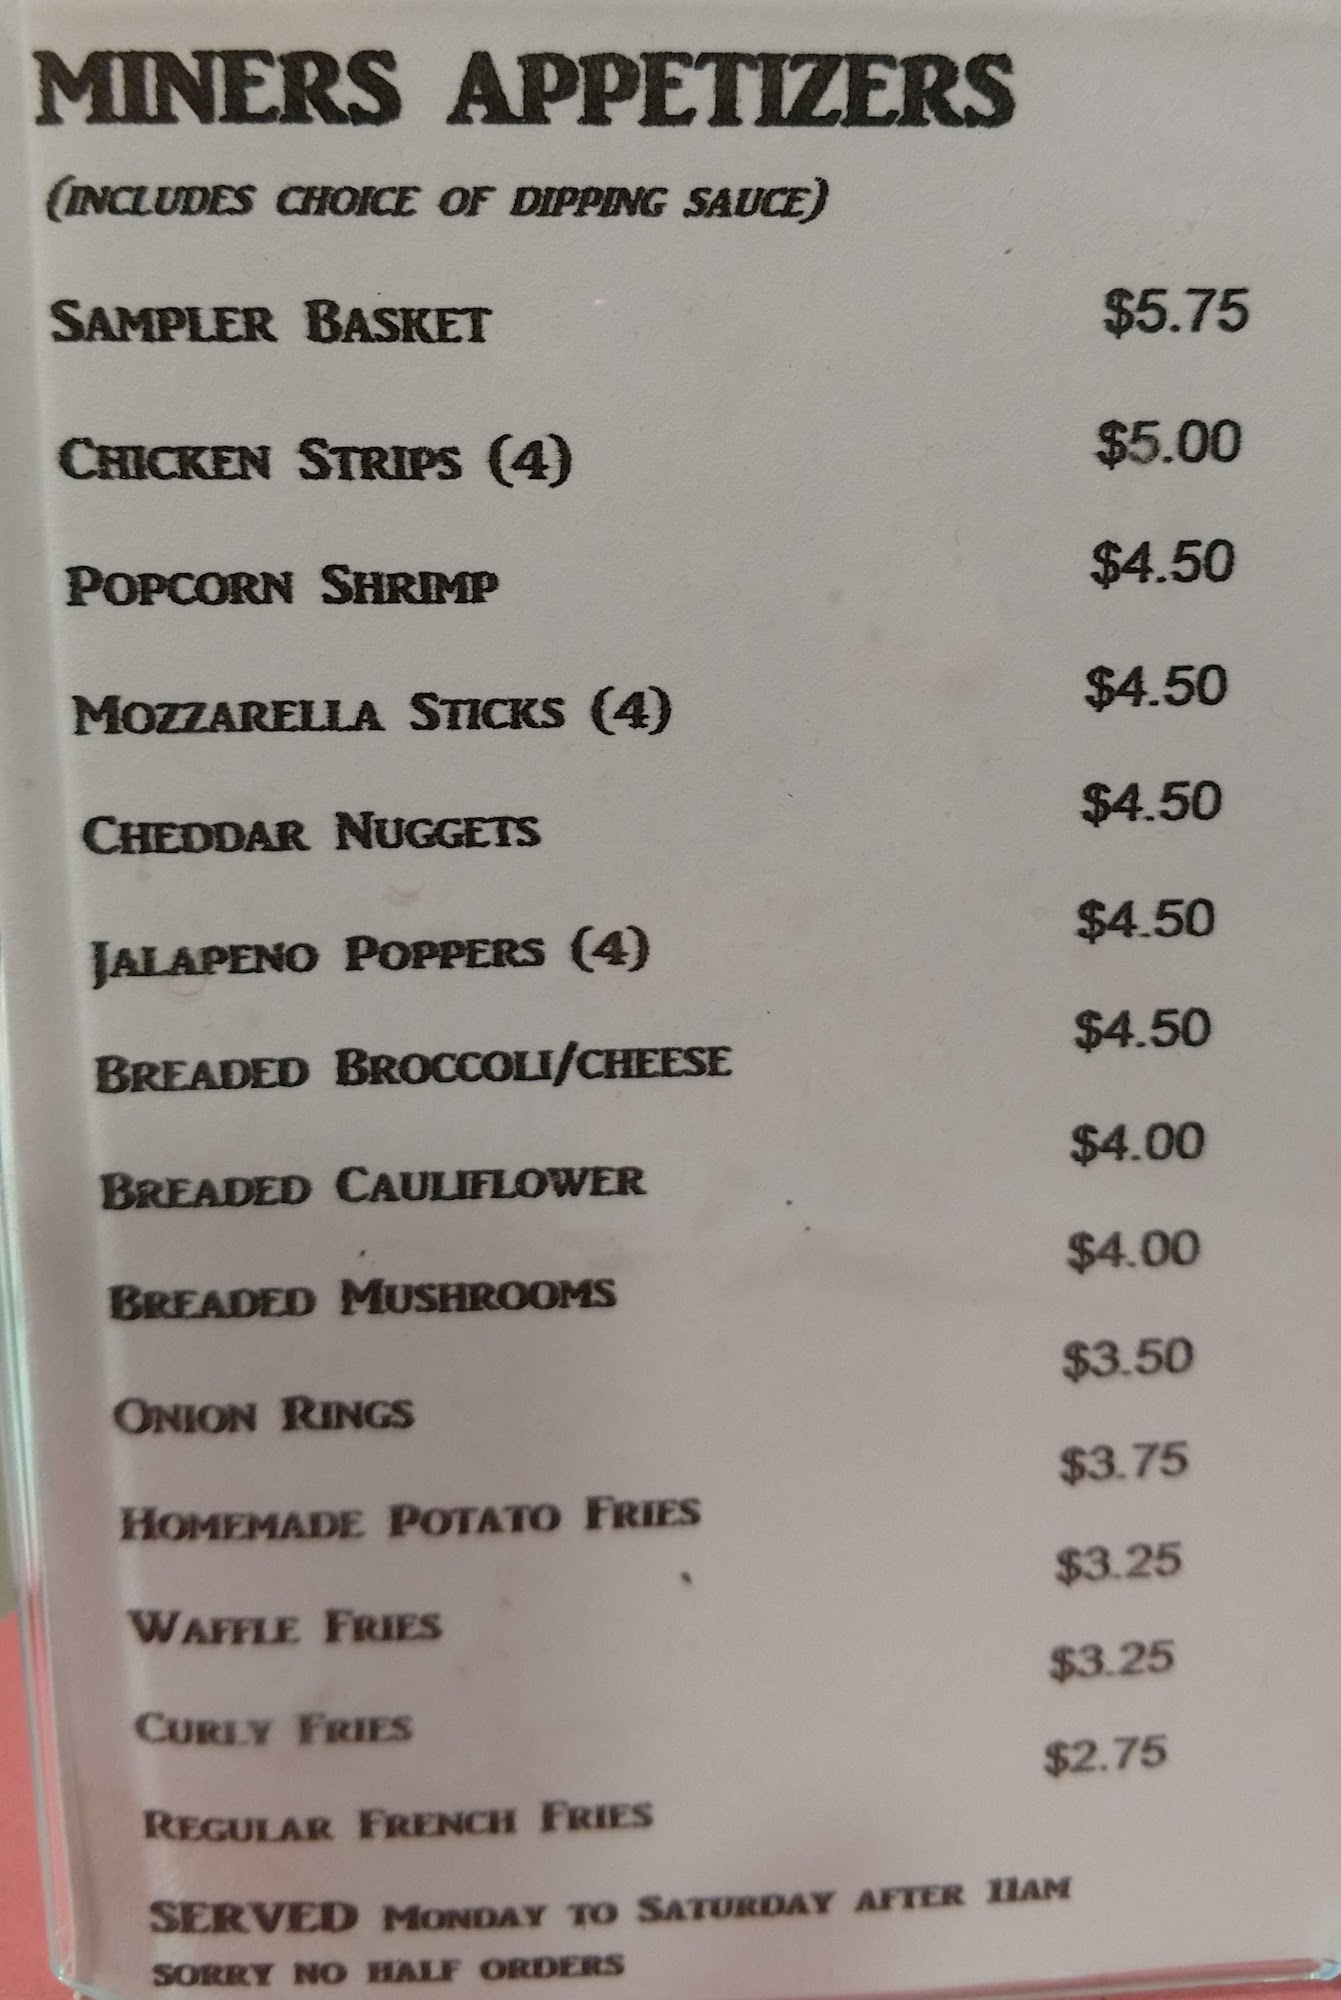 MINERS APPETIZERS
(INCLUDES CHOICE OF DIPPING SAUCE)
SAMPLER BASKET $5.75
CHICKEN STRIPS (4) $5.00
POPCORN SHRIMP $4.50
MOZZARELLA STICKS (4) $4.50
CHEDDAR NUGGETS $4.50
JALAPENO POPPERS (4) $4.50
BREADED BROCCOLI/CHEESE $4.50
BREADED CAULIFLOWER $4.00
BREADED MUSHROOMS $4.00
ONION RINGS $3.50
HOMEMADE POTATO FRIES $3.75
WAFFLE FRIES $3.25
CURLY FRIES $3.25
REGULAR FRENCH FRIES $2.75
SERVED MONDAY TO SATURDAY AFTER 11AM
SORRY NO HALF ORDERS